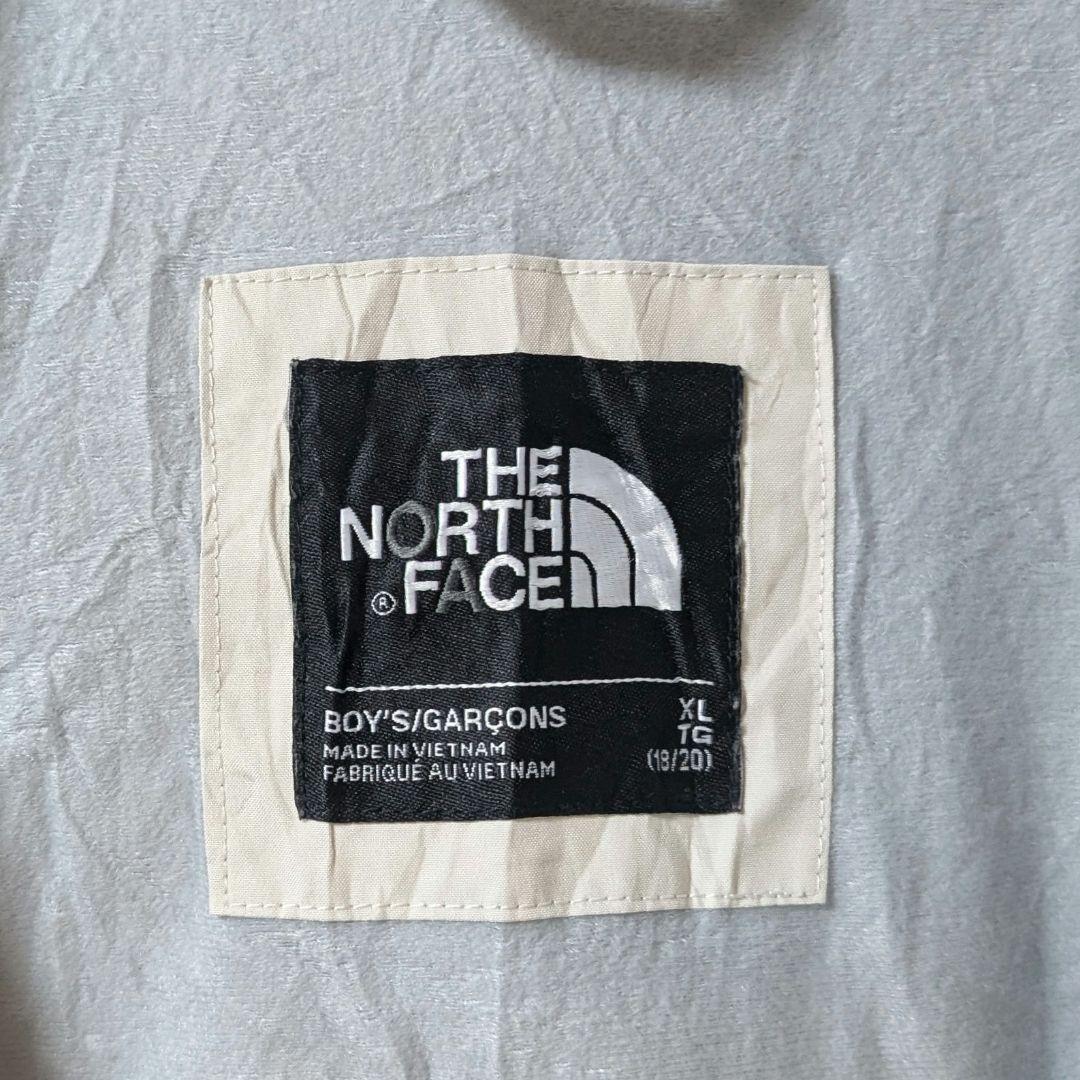 THE
NORTH
® FACE
BOY'S/GARÇONS
MADE IN VIETNAM
FABRIQUÉ AU VIETNAM
XL
TG
(18/20)